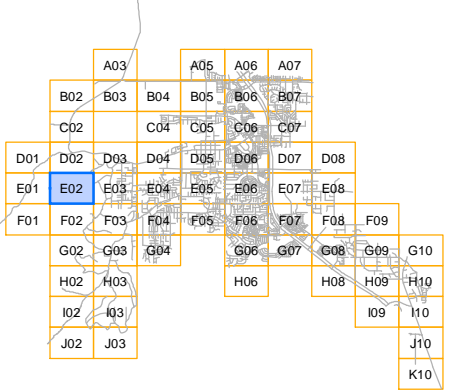 A03 A05 A06 A07
B02 B03 B04 B05 B06 B07
C02 C04 C05 C06 C07
D01 D02 D03 D04 D05 D06 D07 D08
E01 E02 E03 E04 E05 E06 E07 E08
F01 F02 F03 F04 F05 F06 F07 F08 F09
G02 G03 G04 G06 G07 G08 G09 G10
H02 H03 H06 H08 H09 H10
I02 I03 I09 I10
J02 J03 J10
K10